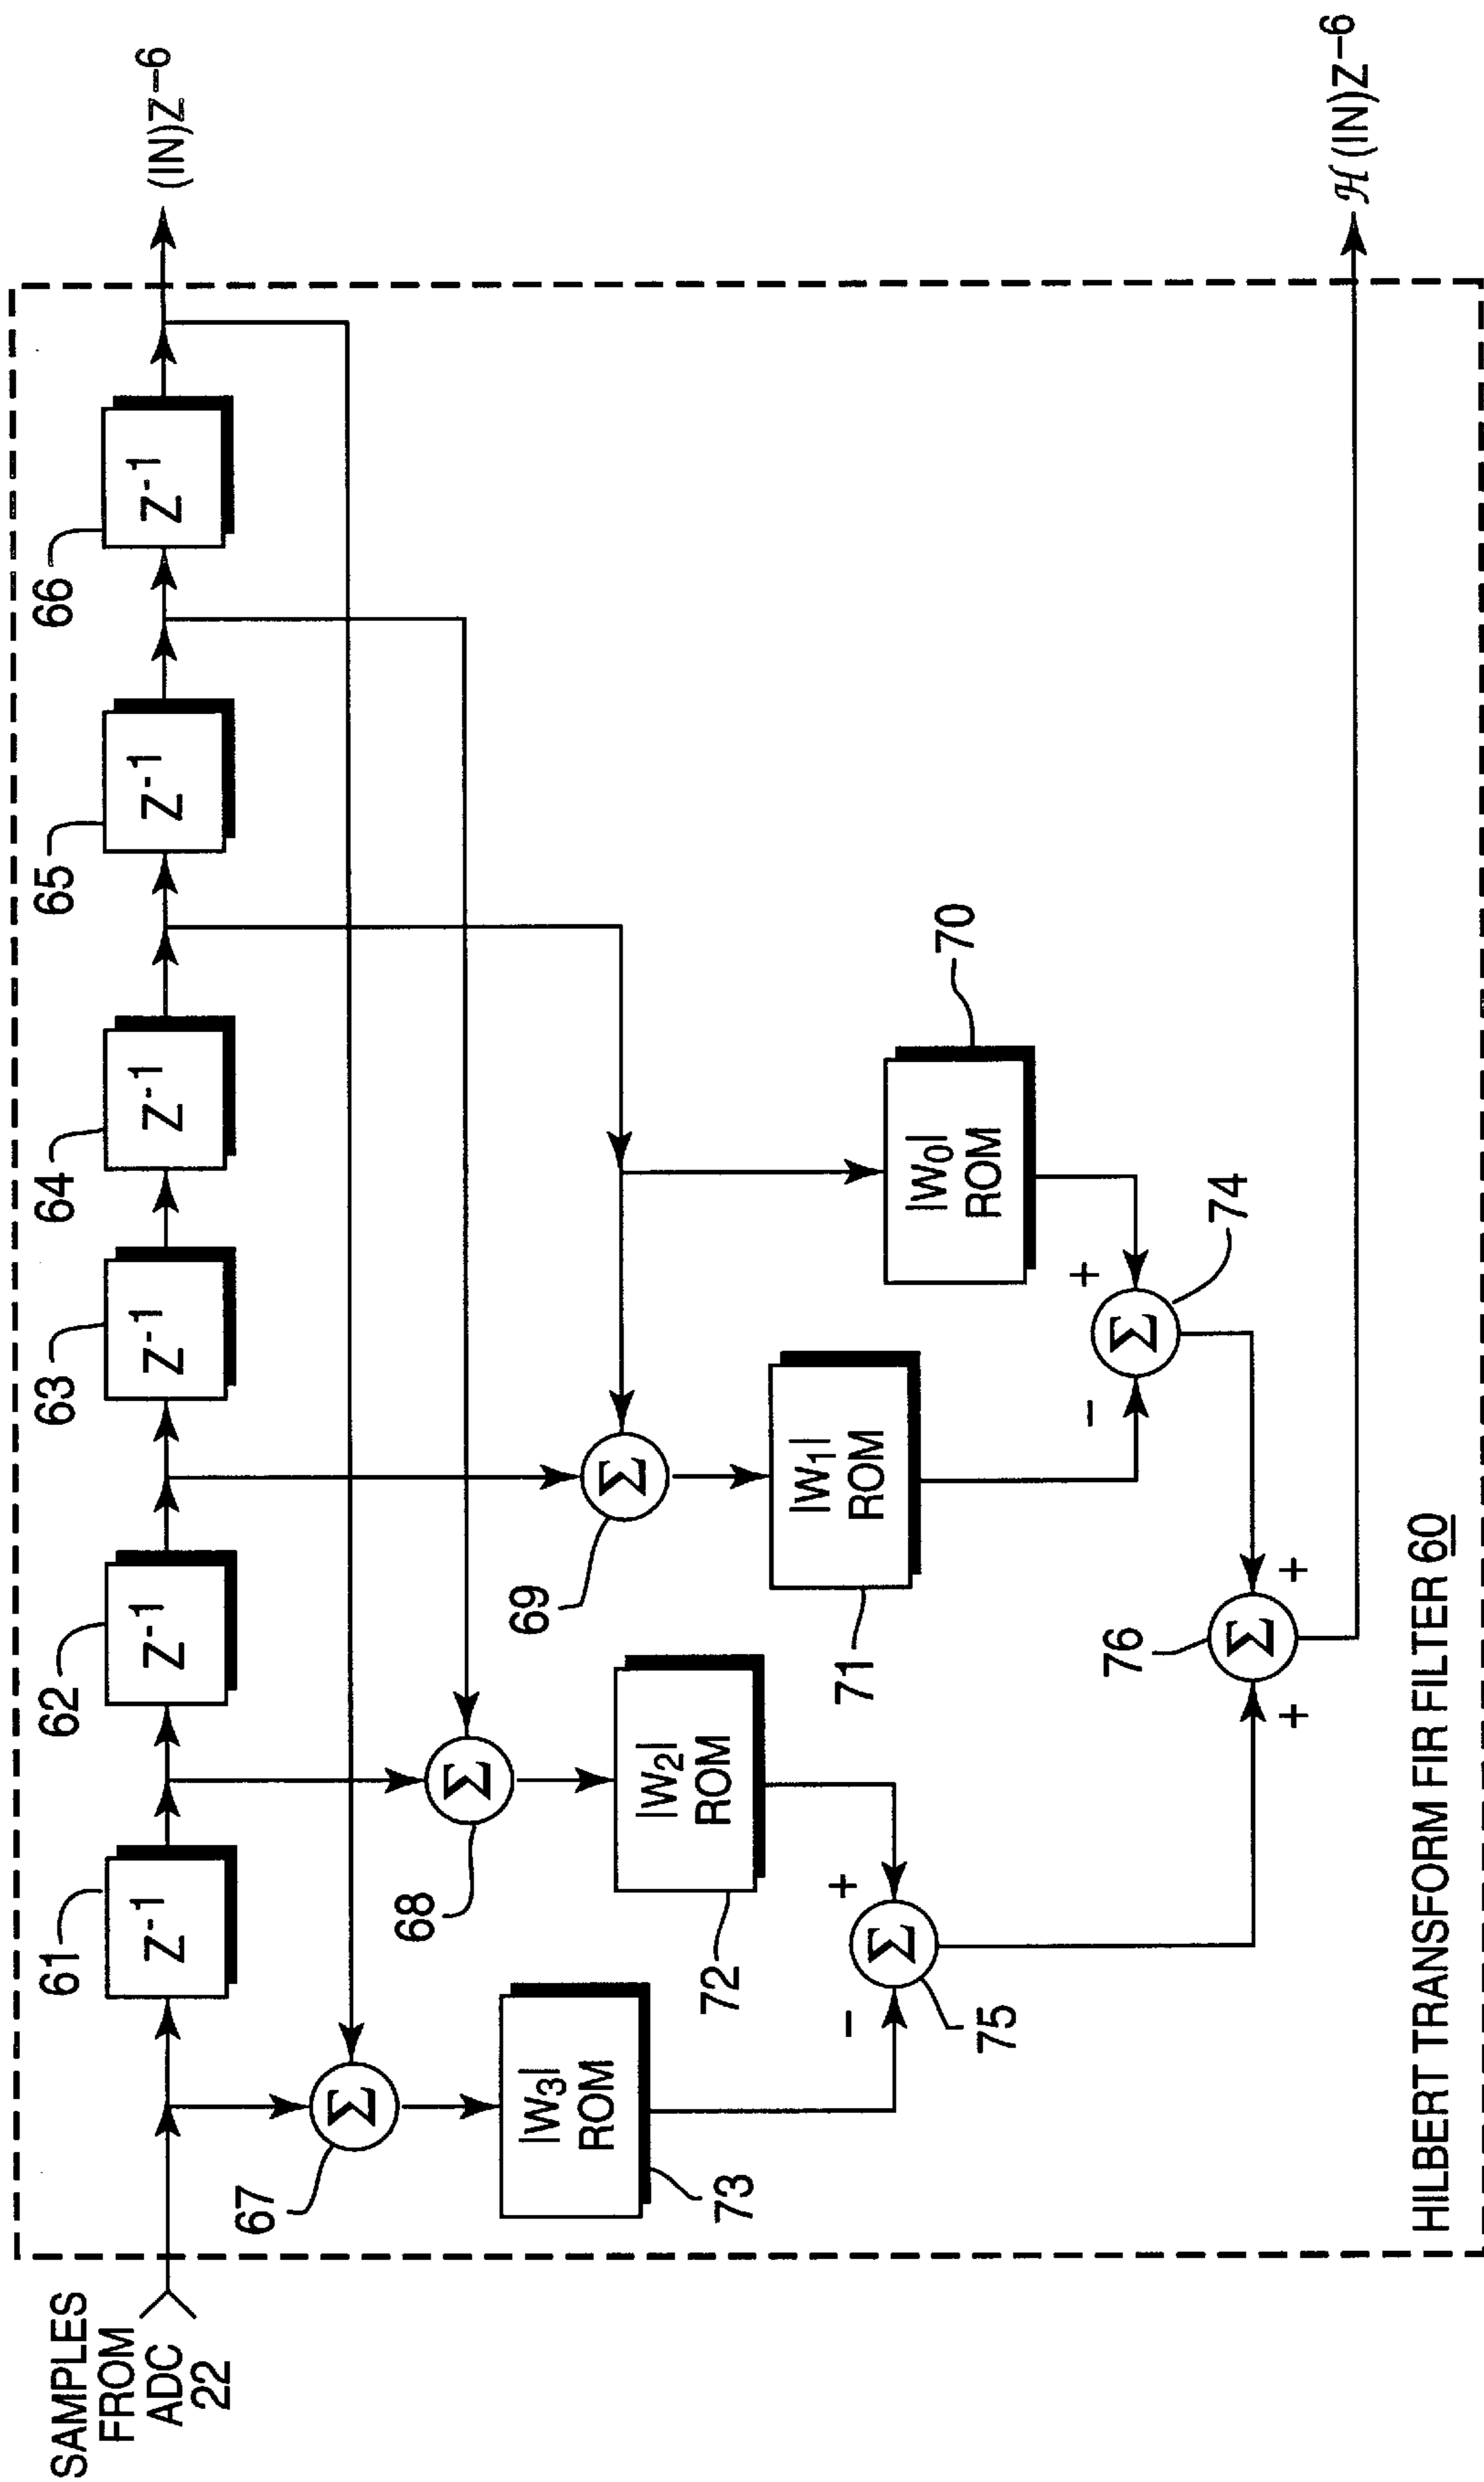 SAMPLES
FROM
ADC
22
61
Z-1
62
Z-1
63
Z-1
64
Z-1
65
Z-1
66
Z-1
(IN)Z-6
67
Σ
68
Σ
69
Σ
73
|W3|
ROM
72
|W2|
ROM
71
|W1|
ROM
70
|W0|
ROM
-
+
Σ
75
-
+
Σ
74
+
+
Σ
76
ℋ(IN)Z-6
HILBERT TRANSFORM FIR FILTER 60